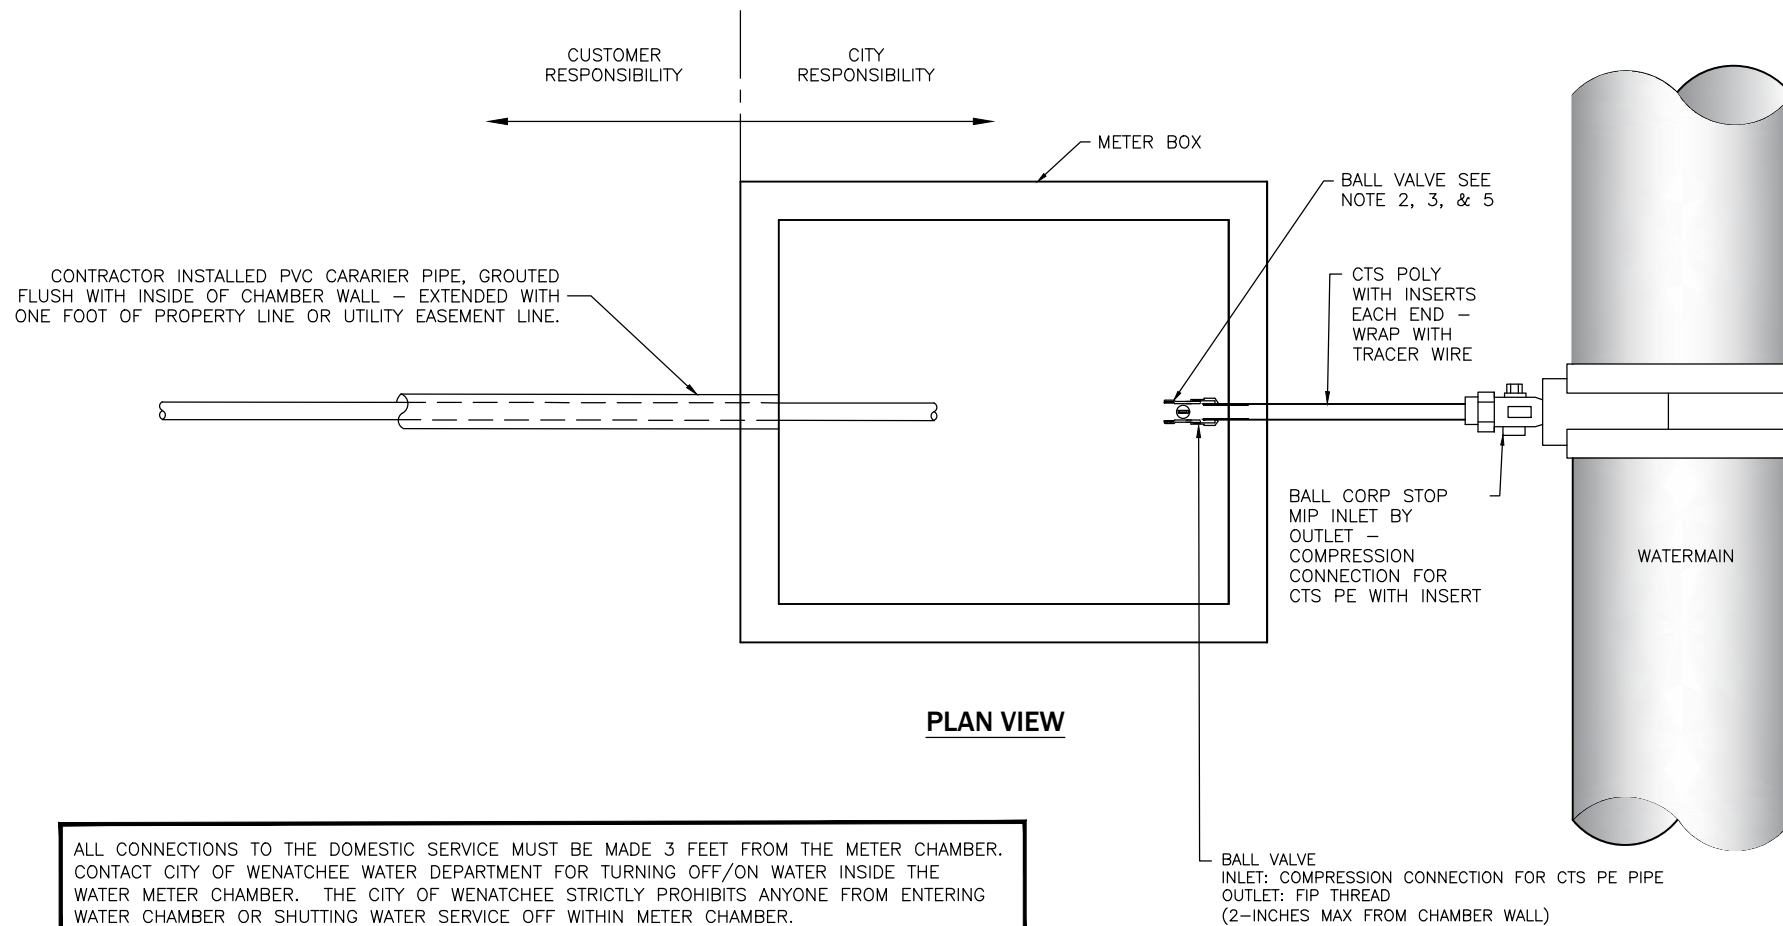 CUSTOMER
RESPONSIBILITY
CITY
RESPONSIBILITY
METER BOX
BALL VALVE SEE
NOTE 2, 3, & 5
CONTRACTOR INSTALLED PVC CARARIER PIPE, GROUTED
FLUSH WITH INSIDE OF CHAMBER WALL – EXTENDED WITH
ONE FOOT OF PROPERTY LINE OR UTILITY EASEMENT LINE.
CTS POLY
WITH INSERTS
EACH END –
WRAP WITH
TRACER WIRE
BALL CORP STOP
MIP INLET BY
OUTLET –
COMPRESSION
CONNECTION FOR
CTS PE WITH INSERT
WATERMAIN
PLAN VIEW
ALL CONNECTIONS TO THE DOMESTIC SERVICE MUST BE MADE 3 FEET FROM THE METER CHAMBER.
CONTACT CITY OF WENATCHEE WATER DEPARTMENT FOR TURNING OFF/ON WATER INSIDE THE
WATER METER CHAMBER. THE CITY OF WENATCHEE STRICTLY PROHIBITS ANYONE FROM ENTERING
WATER CHAMBER OR SHUTTING WATER SERVICE OFF WITHIN METER CHAMBER.
BALL VALVE
INLET: COMPRESSION CONNECTION FOR CTS PE PIPE
OUTLET: FIP THREAD
(2–INCHES MAX FROM CHAMBER WALL)